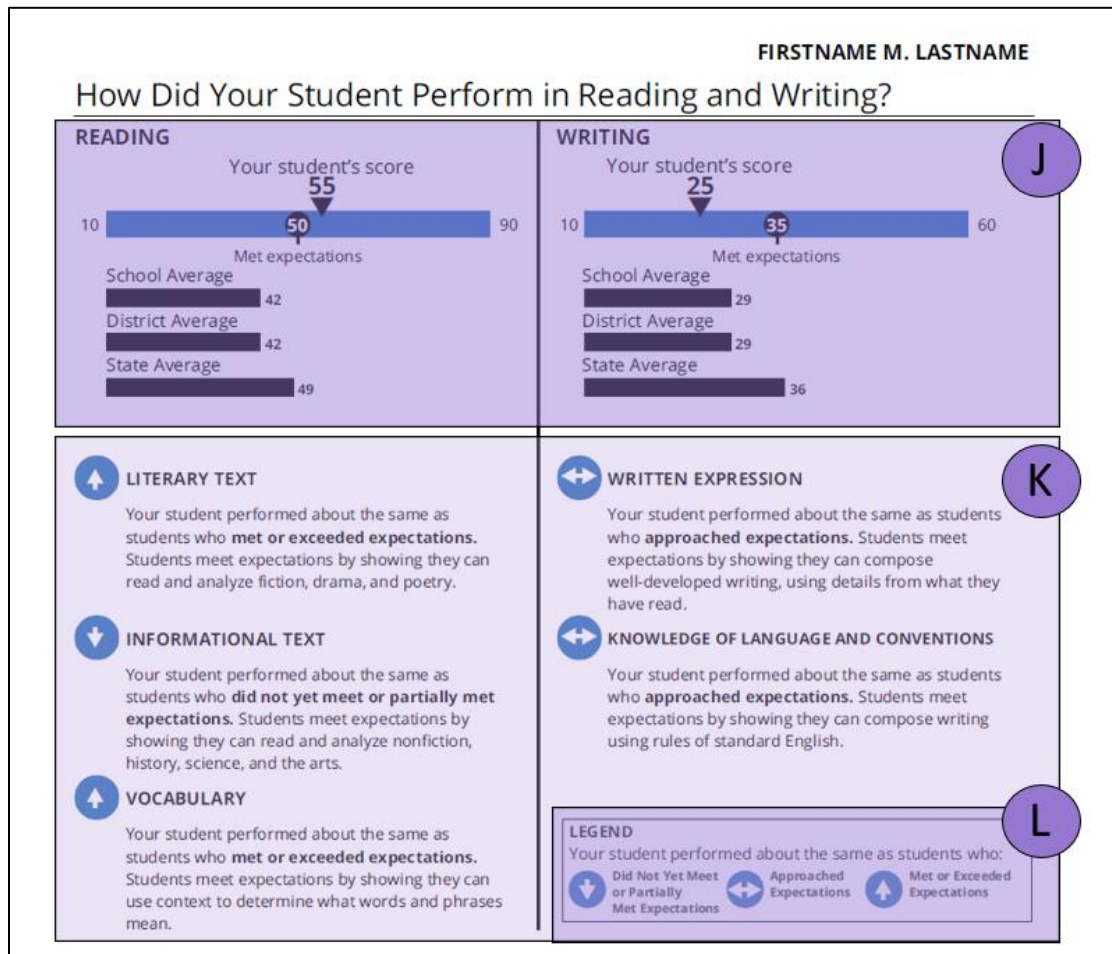 FIRSTNAME M. LASTNAME
How Did Your Student Perform in Reading and Writing?
READING
Your student's score
55
10
50
90
Met expectations
School Average
42
District Average
42
State Average
49
WRITING
Your student's score
25
10
35
60
Met expectations
School Average
29
District Average
29
State Average
36
J
LITERARY TEXT
Your student performed about the same as
students who met or exceeded expectations.
Students meet expectations by showing they can
read and analyze fiction, drama, and poetry.
INFORMATIONAL TEXT
Your student performed about the same as
students who did not yet meet or partially met
expectations. Students meet expectations by
showing they can read and analyze nonfiction,
history, science, and the arts.
VOCABULARY
Your student performed about the same as
students who met or exceeded expectations.
Students meet expectations by showing they can
use context to determine what words and phrases
mean.
WRITTEN EXPRESSION
Your student performed about the same as students
who approached expectations. Students meet
expectations by showing they can compose
well-developed writing, using details from what they
have read.
KNOWLEDGE OF LANGUAGE AND CONVENTIONS
Your student performed about the same as students
who approached expectations. Students meet
expectations by showing they can compose writing
using rules of standard English.
K
LEGEND
Your student performed about the same as students who:
Did Not Yet Meet
or Partially
Met Expectations
Approached
Expectations
Met or Exceeded
Expectations
L